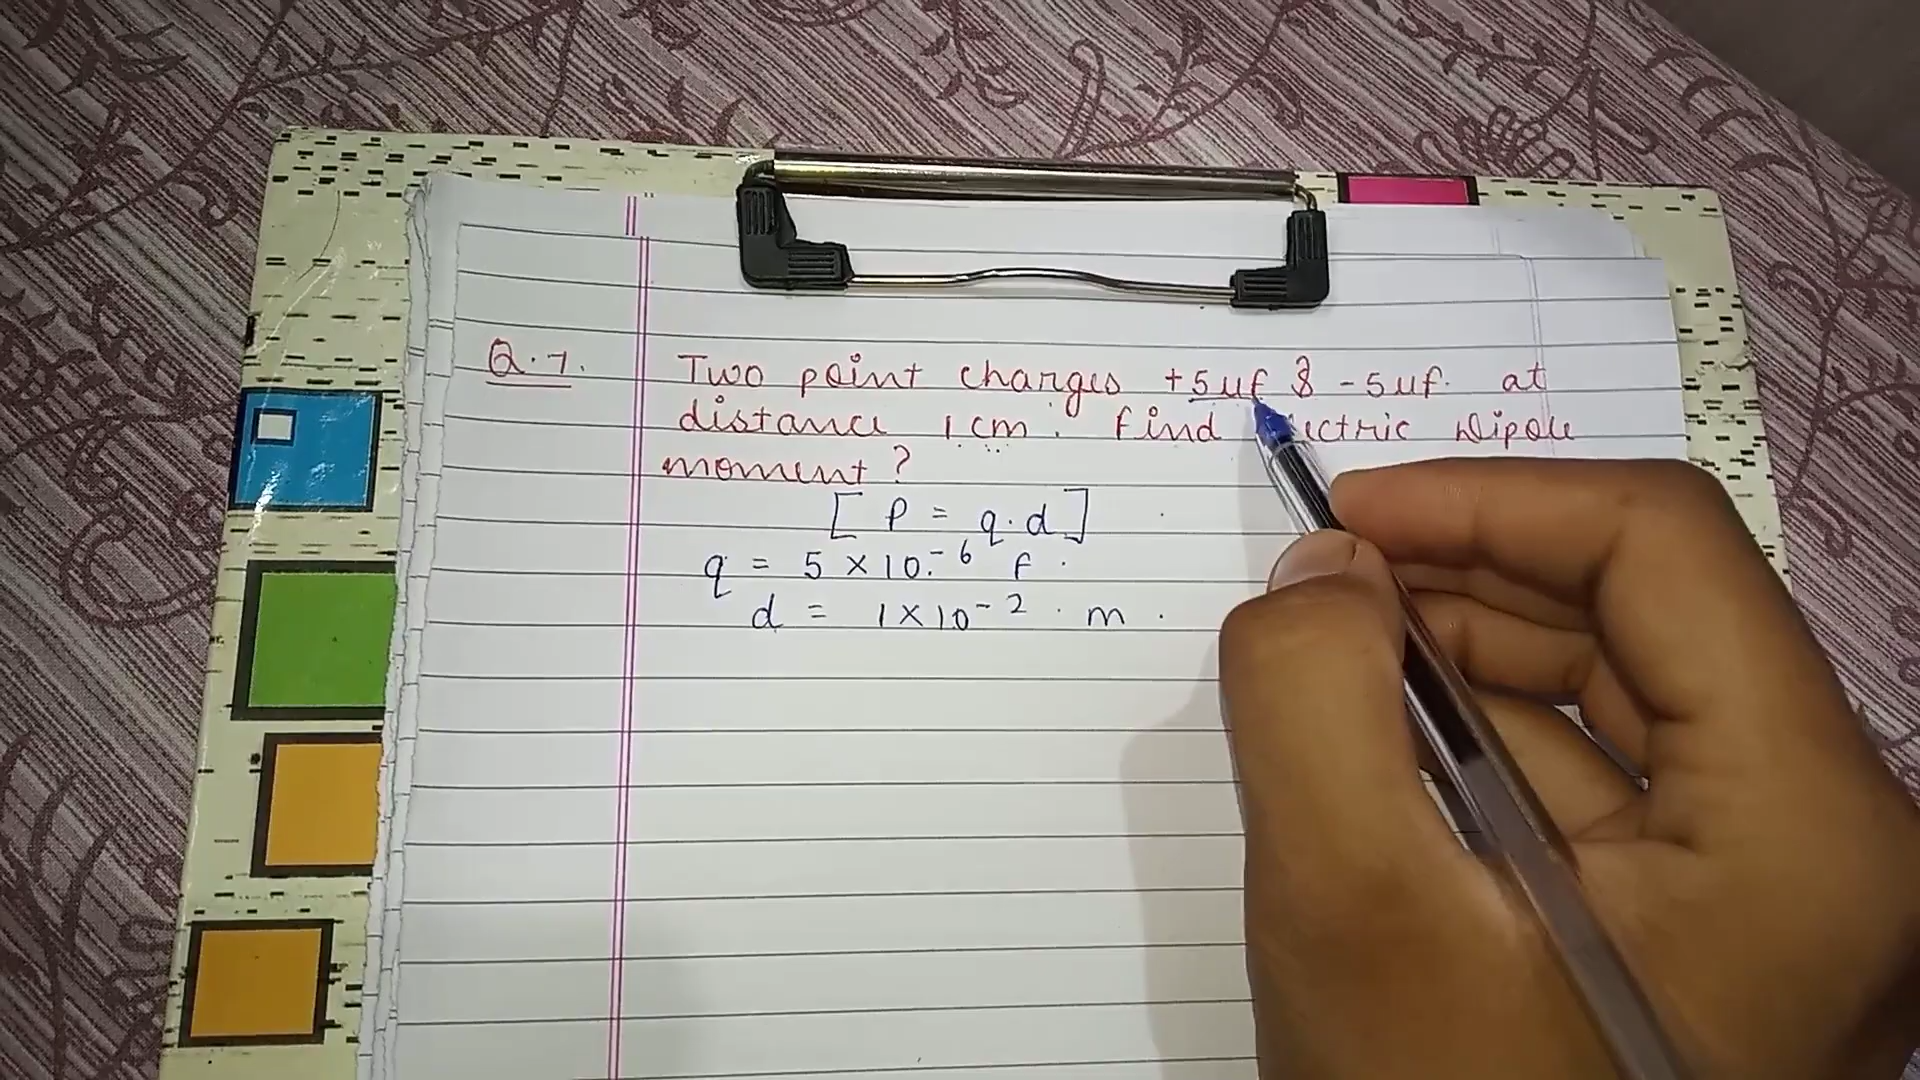 Q.7. Two point charges +5uf & -5uf. at
distance 1cm. find ectric Dipole
moment ?
[ P = q.d ]
q = 5 × 10.-6 f .
d = 1×10-2 . m .